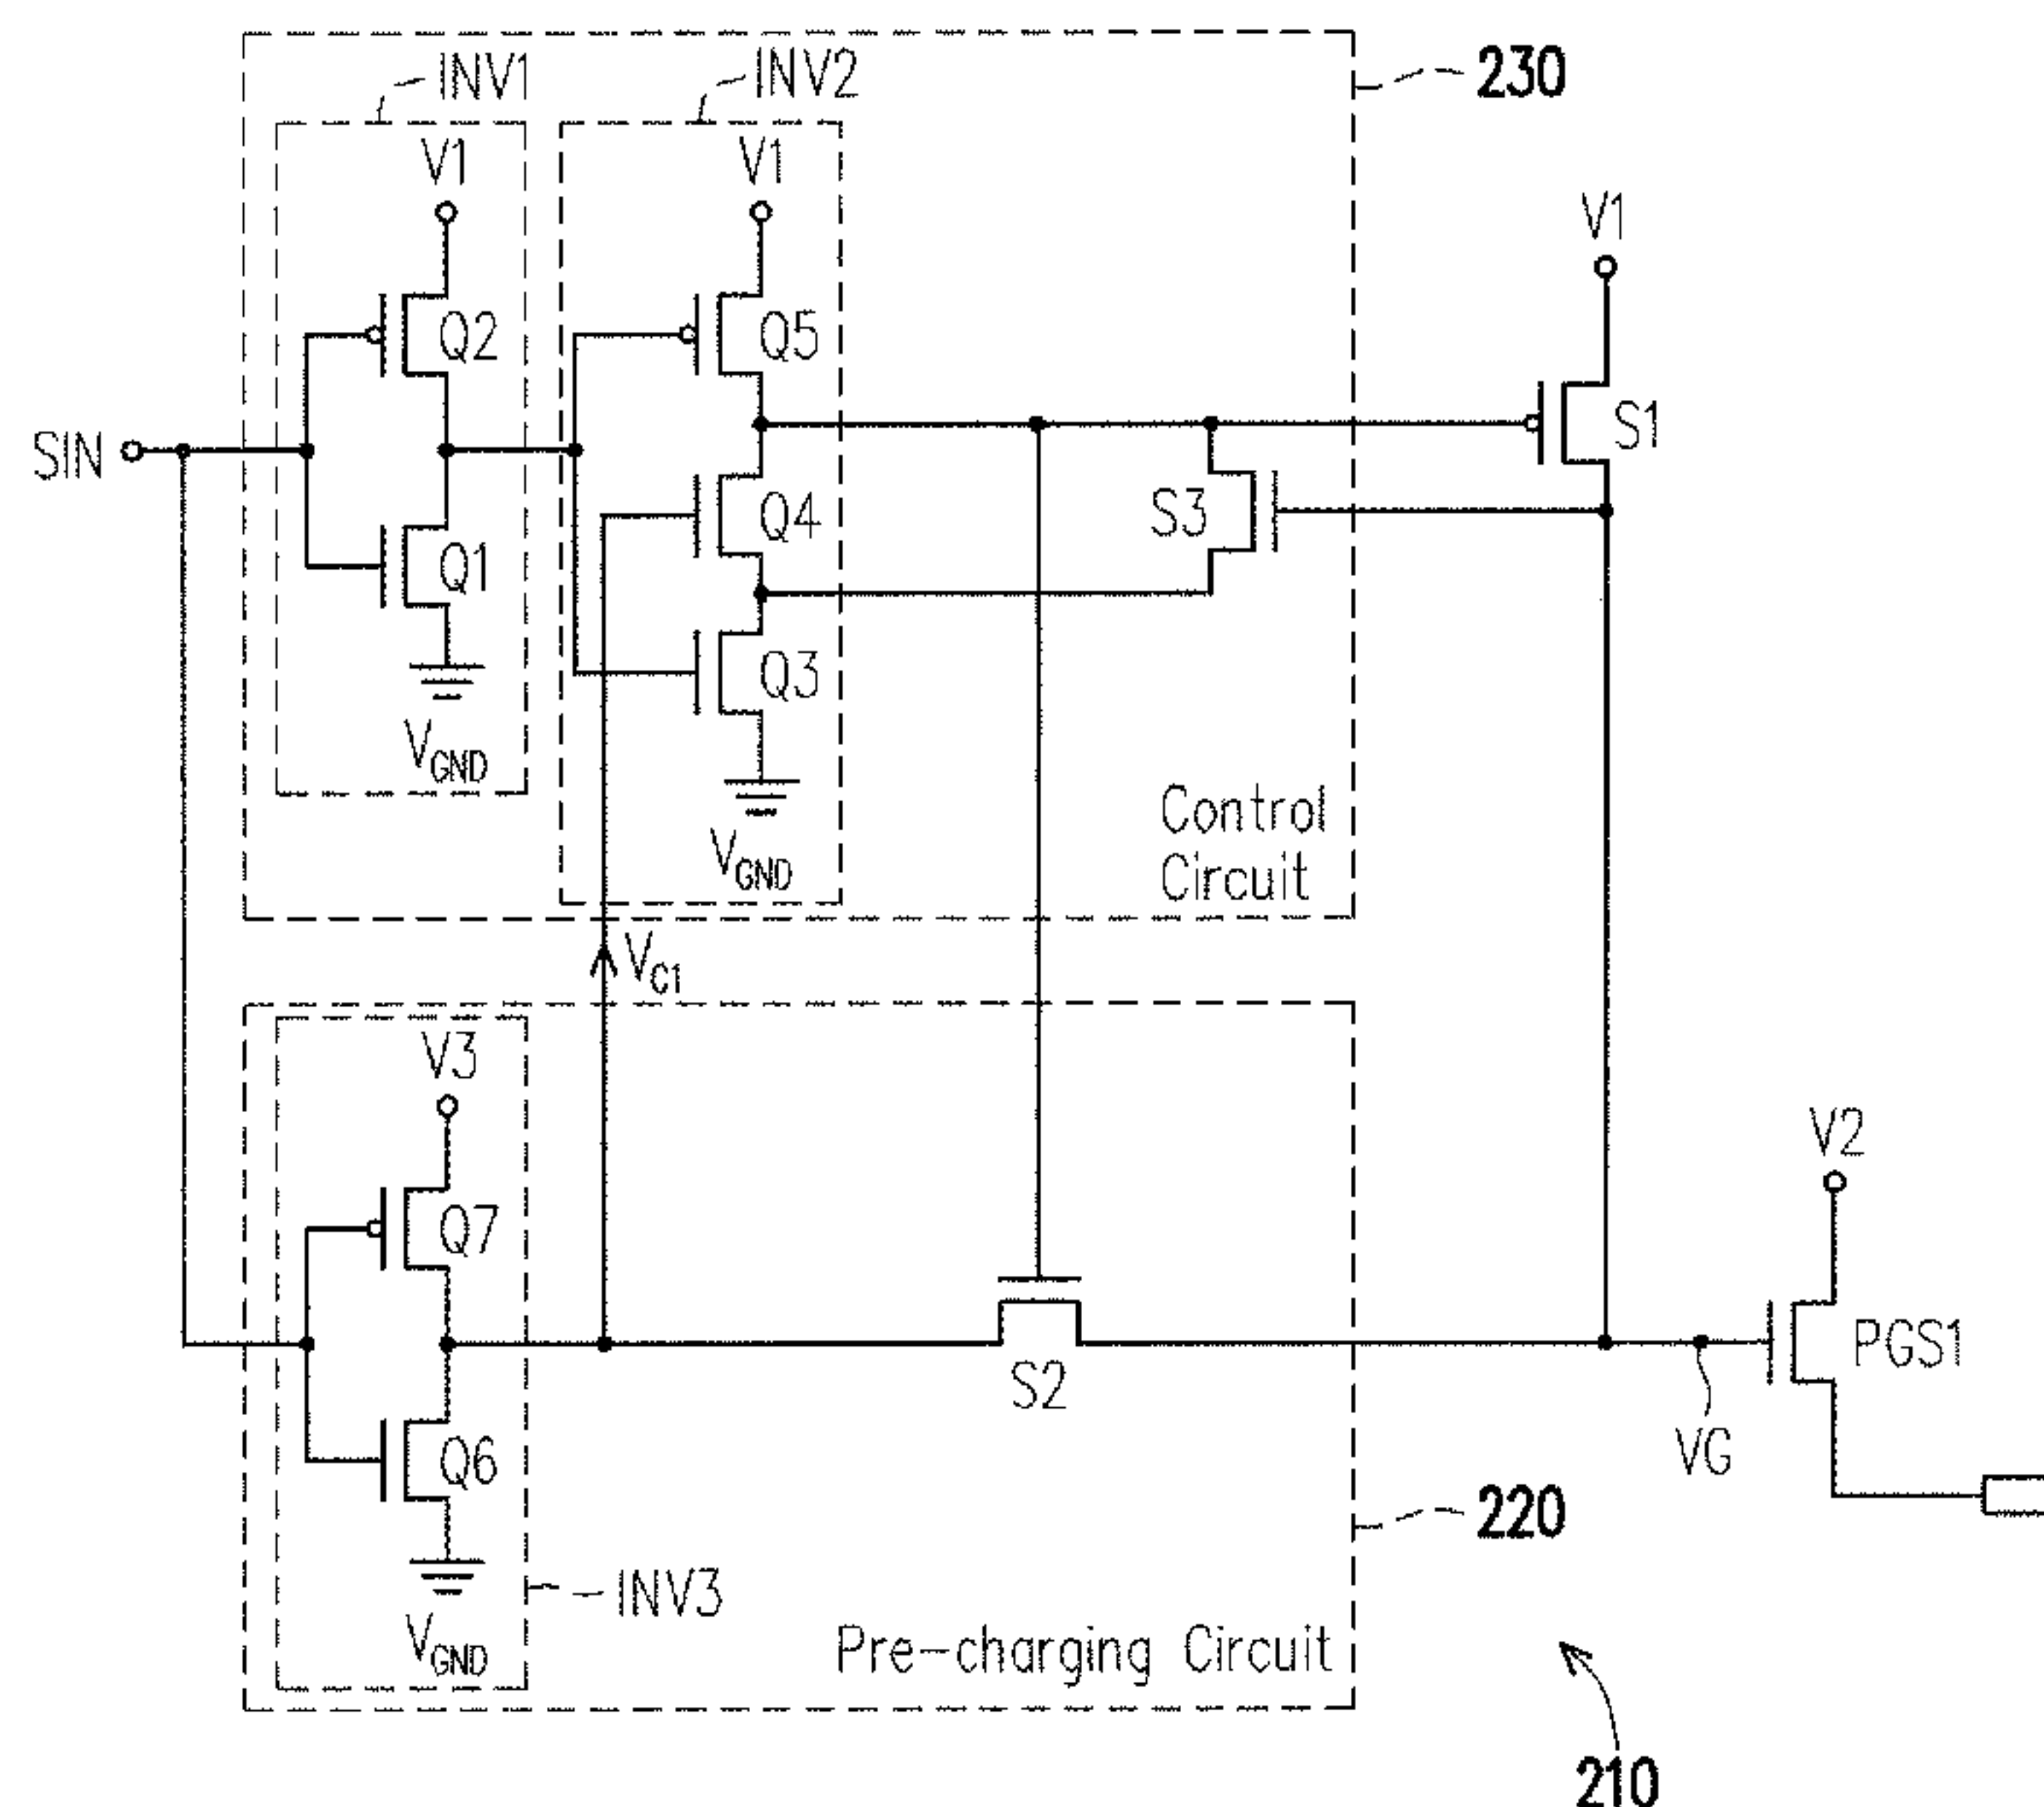 INV1
INV2
230
V1
V1
V1
Q2
Q5
S1
SIN
S3
Q4
Q1
Q3
VGND
VGND
Control
Circuit
VC1
V3
V2
Q7
PGS1
S2
VG
Q6
220
INV3
VGND
Pre-charging Circuit
210